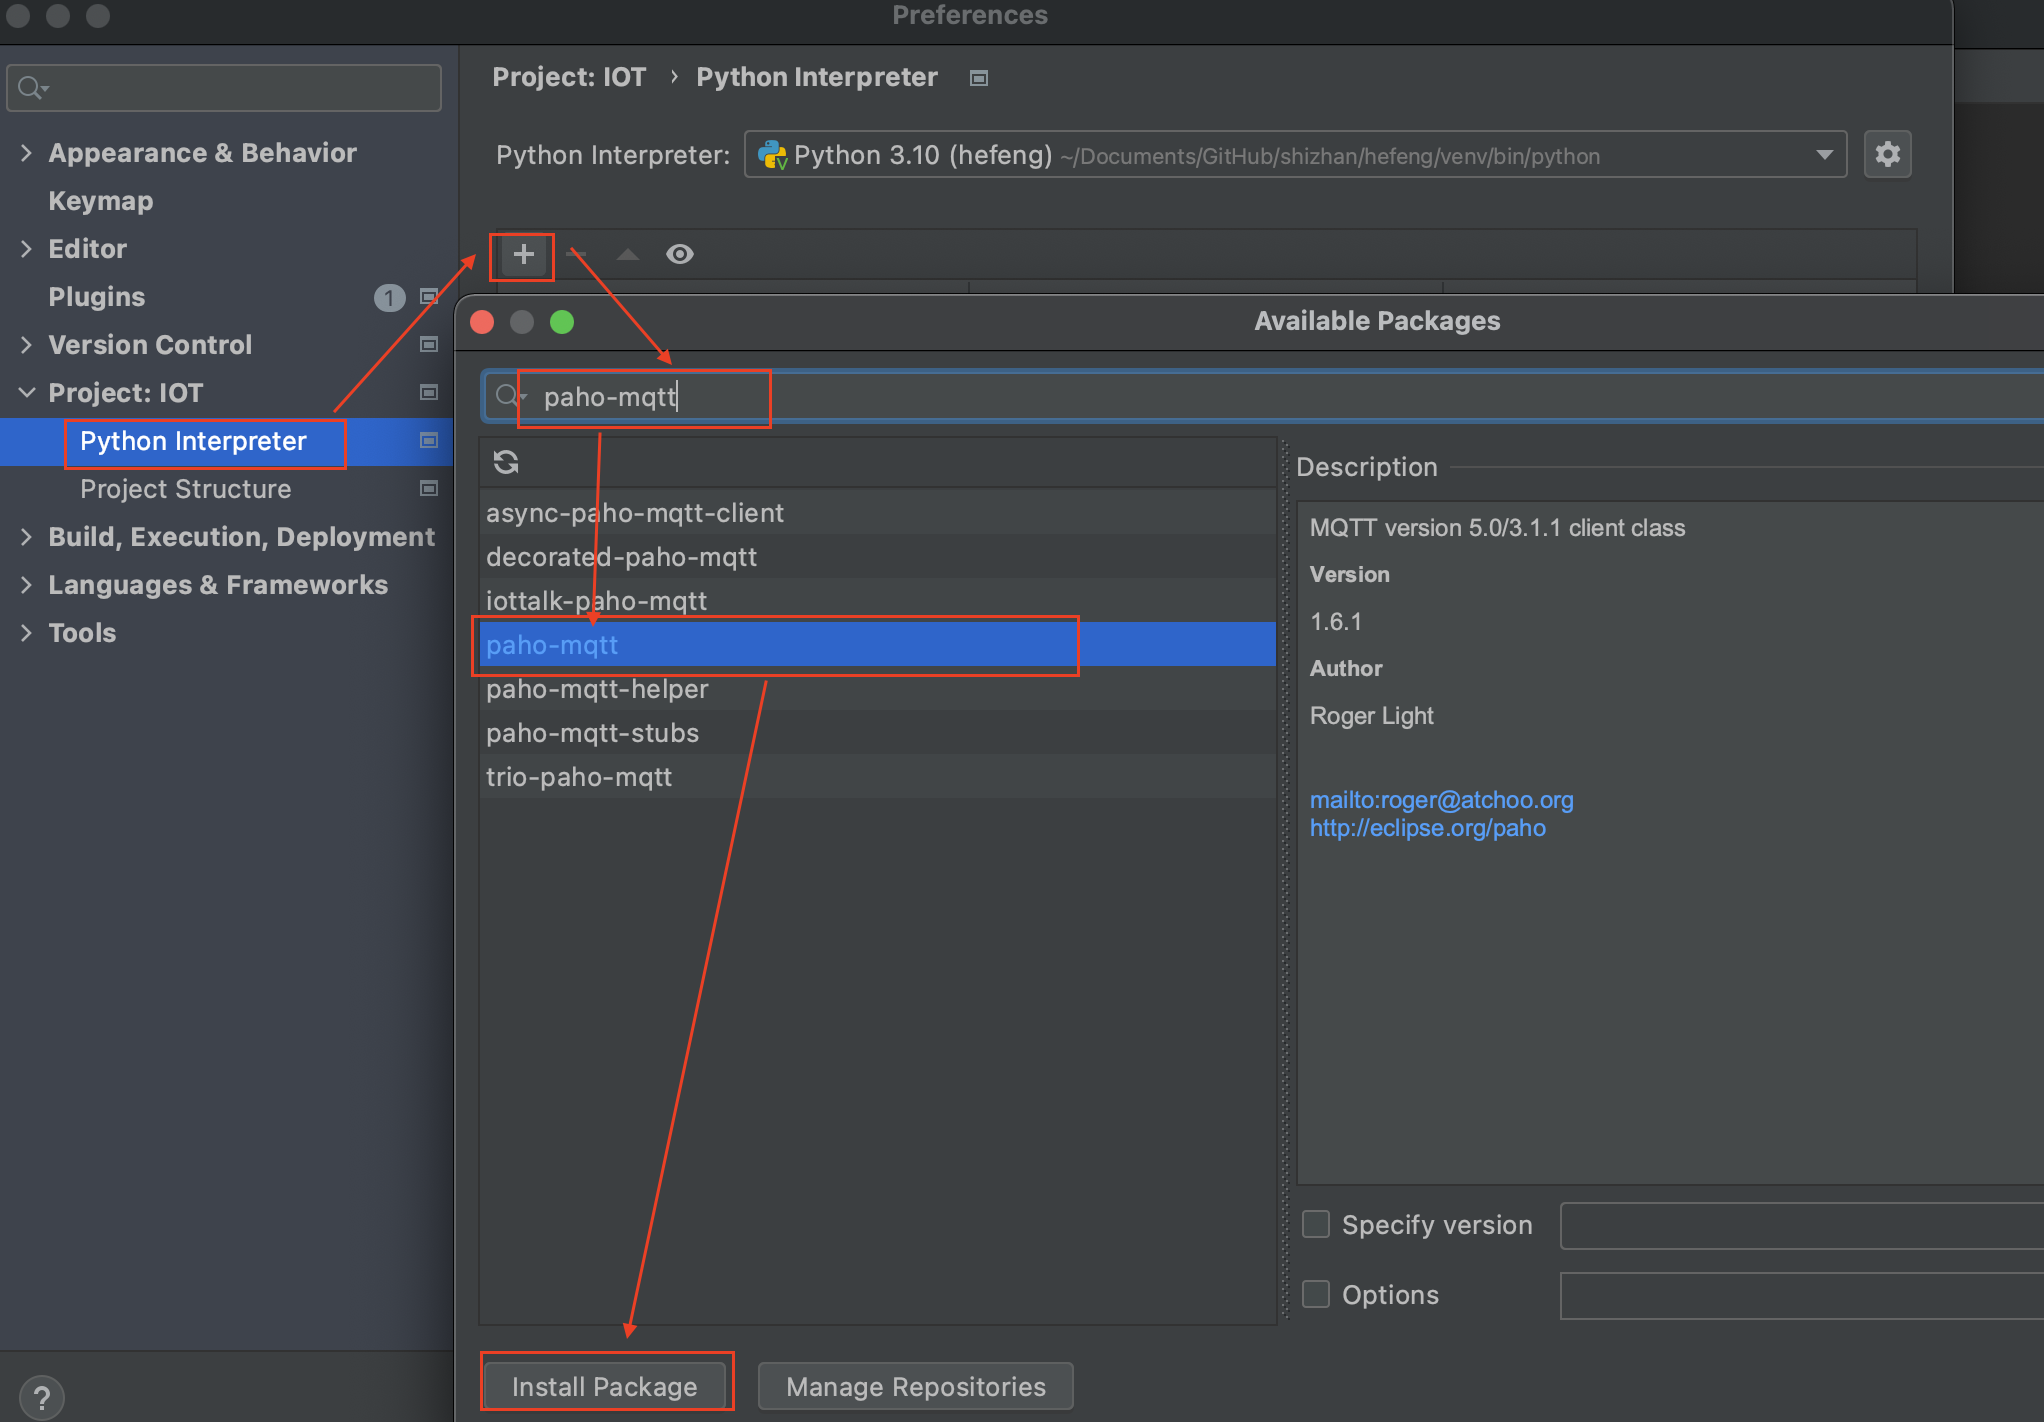 Preferences
Project: IOT › Python Interpreter
Python Interpreter: Python 3.10 (hefeng) ~/Documents/GitHub/shizhan/hefeng/venv/bin/python
Appearance & Behavior
Keymap
Editor
Plugins 1
Version Control
Project: IOT
Python Interpreter
Project Structure
Build, Execution, Deployment
Languages & Frameworks
Tools
?
Available Packages
paho-mqtt
async-paho-mqtt-client
decorated-paho-mqtt
iottalk-paho-mqtt
paho-mqtt
paho-mqtt-helper
paho-mqtt-stubs
trio-paho-mqtt
Description
MQTT version 5.0/3.1.1 client class
Version
1.6.1
Author
Roger Light
mailto:roger@atchoo.org
http://eclipse.org/paho
Specify version
Options
Install Package
Manage Repositories